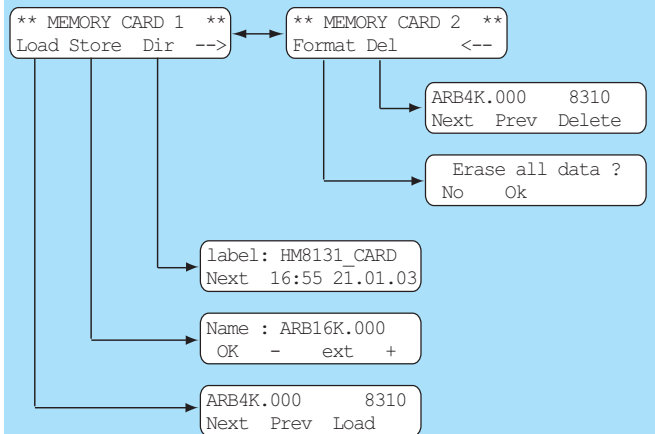 ** MEMORY CARD 1 **
Load Store Dir -->
** MEMORY CARD 2 **
Format Del <--
ARB4K.000 8310
Next Prev Delete
Erase all data ?
No Ok
label: HM8131_CARD
Next 16:55 21.01.03
Name : ARB16K.000
OK - ext +
ARB4K.000 8310
Next Prev Load